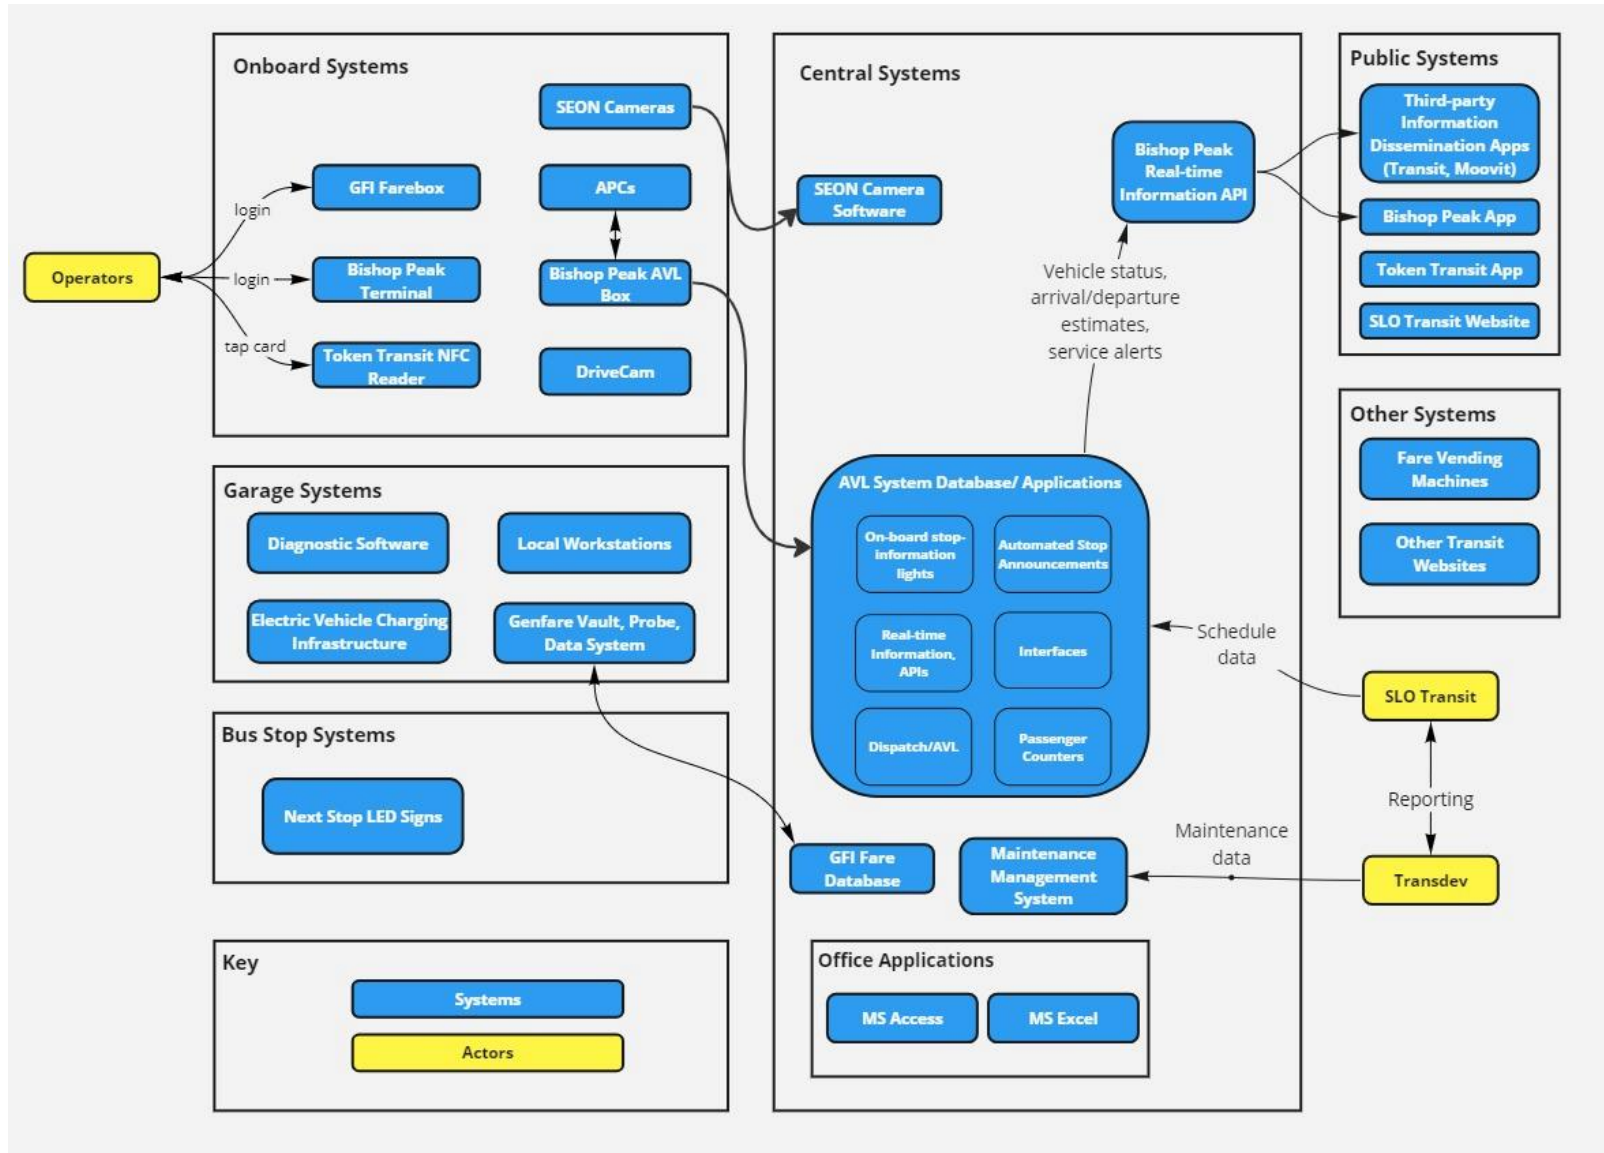 Onboard Systems
SEON Cameras
GFI Farebox
APCs
login
Operators
login
Bishop Peak
Terminal
Bishop Peak AVL
Box
tap card
Token Transit NFC
Reader
DriveCam
Garage Systems
Diagnostic Software
Local Workstations
Electric Vehicle Charging
Infrastructure
Genfare Vault, Probe,
Data System
Bus Stop Systems
Next Stop LED Signs
Key
Systems
Actors
Central Systems
SEON Camera
Software
Bishop Peak
Real-time
Information API
Vehicle status,
arrival/departure
estimates,
service alerts
AVL System Database/ Applications
On-board stop-
information
lights
Automated Stop
Announcements
Real-time
Information,
APIs
Interfaces
Dispatch/AVL
Passenger
Counters
GFI Fare
Database
Maintenance
Management
System
Office Applications
MS Access
MS Excel
Public Systems
Third-party
Information
Dissemination Apps
(Transit, Moovit)
Bishop Peak App
Token Transit App
SLO Transit Website
Other Systems
Fare Vending
Machines
Other Transit
Websites
Schedule
data
SLO Transit
Reporting
Maintenance
data
Transdev